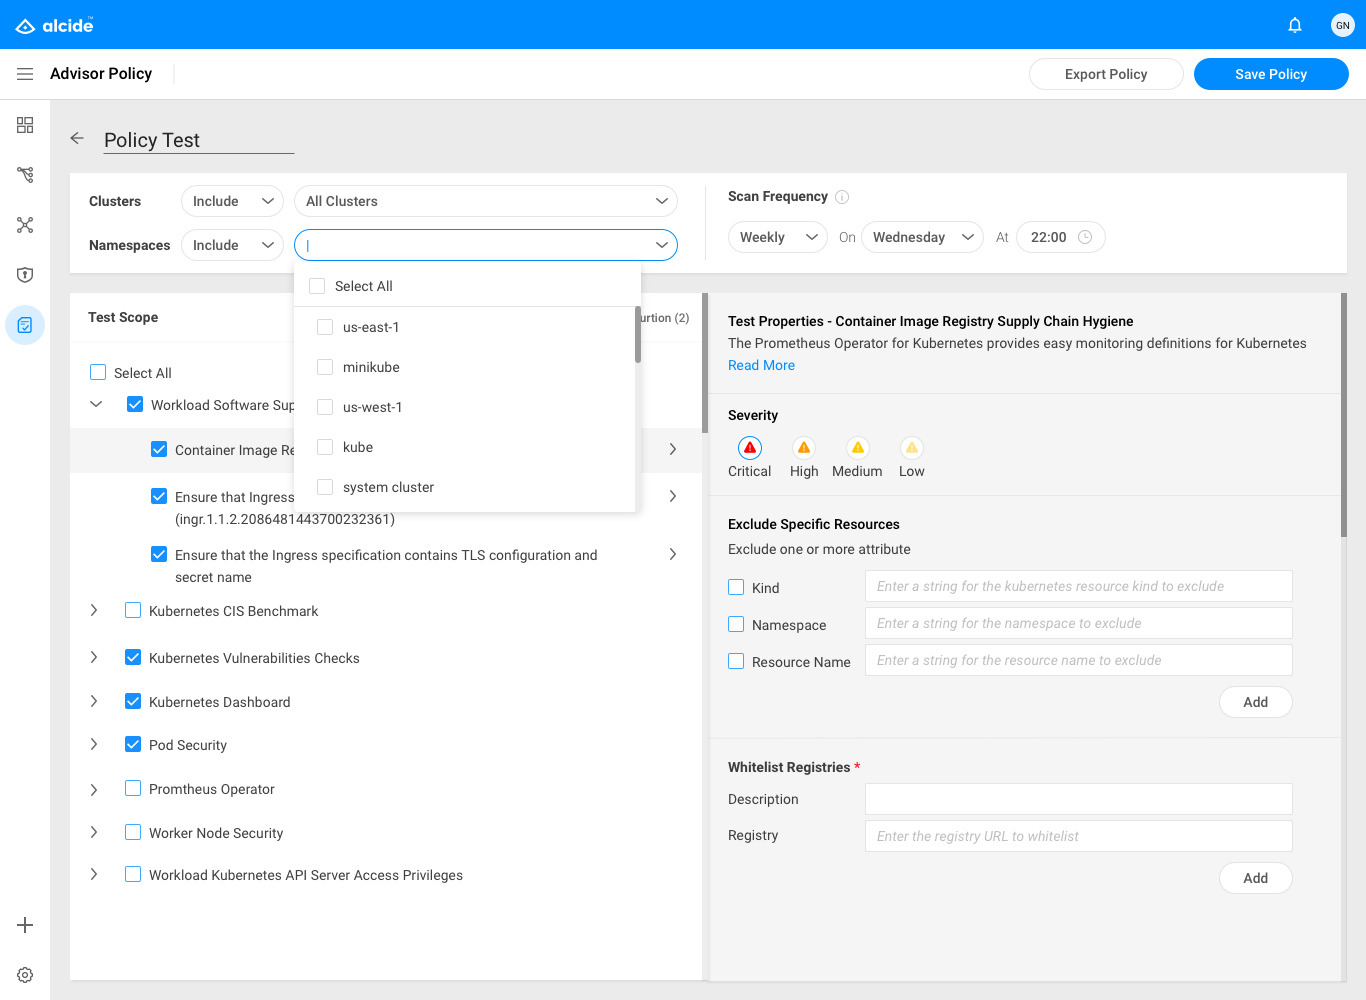 alcide
GN
Advisor Policy
Export Policy
Save Policy
Policy Test
Clusters
Include
All Clusters
Namespaces
Include
Scan Frequency
Weekly
On
Wednesday
At
22:00
Select All
us-east-1
minikube
us-west-1
kube
system cluster
Test Scope
(2)
Select All
Workload Software
Container Image
Ensure that Ingress
(ingr.1.1.2.2086481443700232361)
Ensure that the Ingress specification contains TLS configuration and
secret name
Kubernetes CIS Benchmark
Kubernetes Vulnerabilities Checks
Kubernetes Dashboard
Pod Security
Promtheus Operator
Worker Node Security
Workload Kubernetes API Server Access Privileges
Test Properties - Container Image Registry Supply Chain Hygiene
The Prometheus Operator for Kubernetes provides easy monitoring definitions for Kubernetes
Read More
Severity
Critical
High
Medium
Low
Exclude Specific Resources
Exclude one or more attribute
Kind
Enter a string for the kubernetes resource kind to exclude
Namespace
Enter a string for the namespace to exclude
Resource Name
Enter a string for the resource name to exclude
Add
Whitelist Registries *
Description
Registry
Enter the registry URL to whitelist
Add